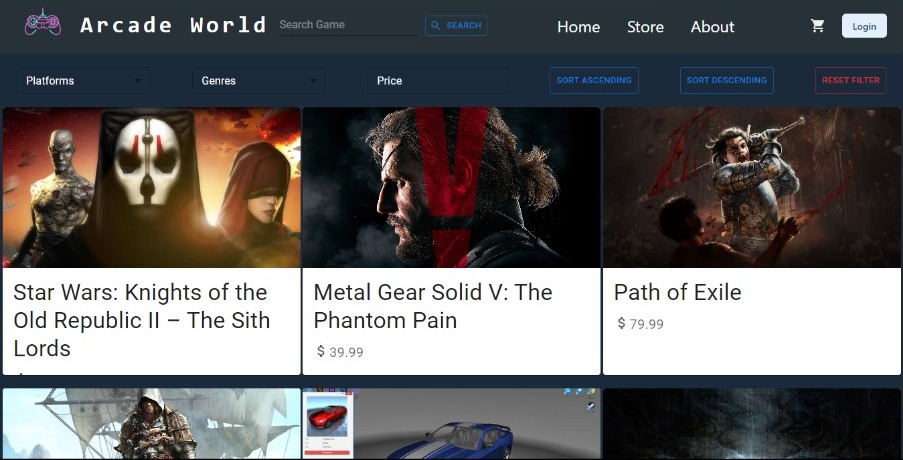 Arcade World
Search Game
SEARCH
Home
Store
About
Login
Platforms
Genres
Price
SORT ASCENDING
SORT DESCENDING
RESET FILTER
Star Wars: Knights of the
Old Republic II – The Sith
Lords
Metal Gear Solid V: The
Phantom Pain
$ 39.99
Path of Exile
$ 79.99